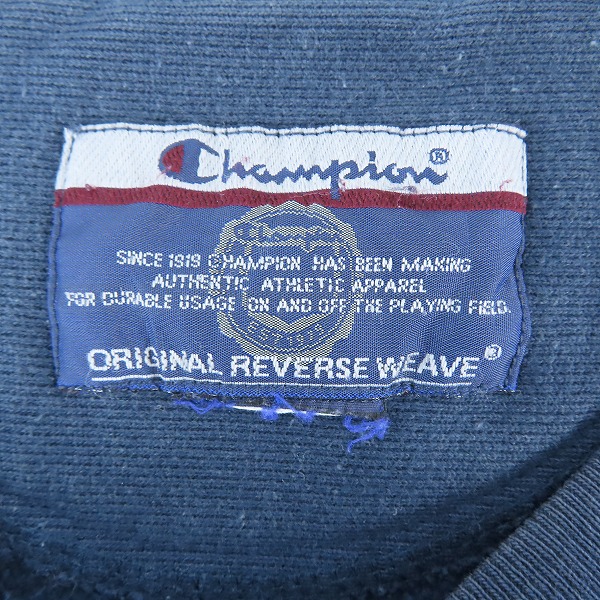 Champion®
Champion
SINCE 1919 CHAMPION HAS BEEN MAKING
AUTHENTIC ATHLETIC APPAREL
FOR DURABLE USAGE ON AND OFF THE PLAYING FIELD.
ORIGINAL REVERSE WEAVE®